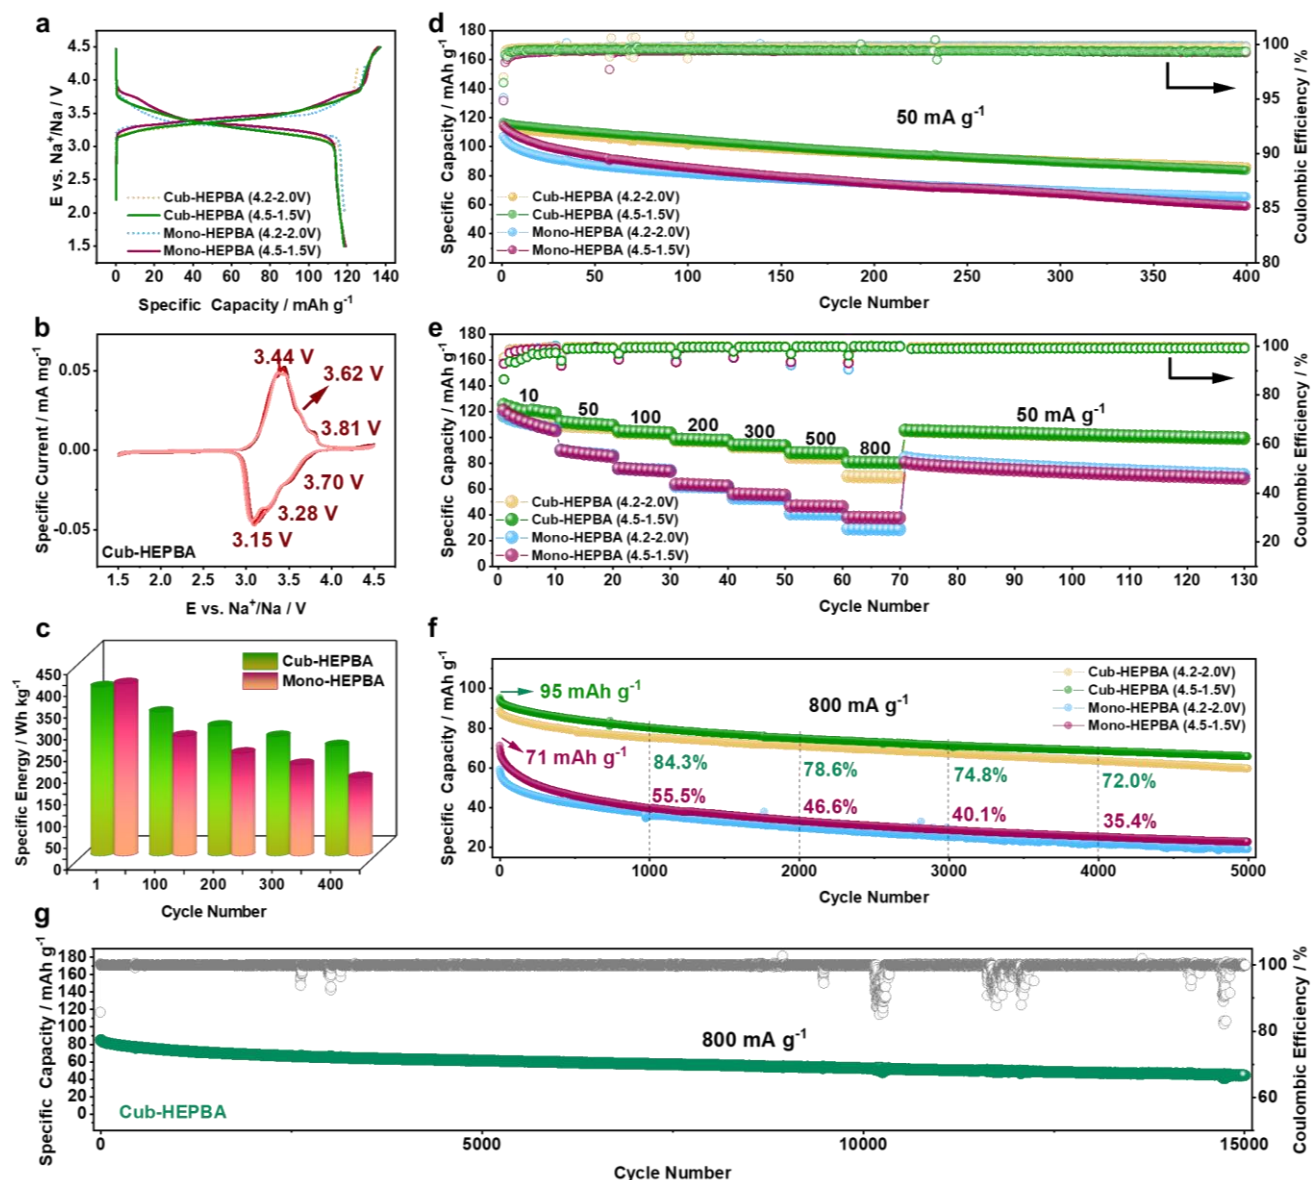 a
E vs. Na⁺/Na / V
4.5
4.0
3.5
3.0
2.5
2.0
1.5
Cub-HEPBA (4.2-2.0V)
Cub-HEPBA (4.5-1.5V)
Mono-HEPBA (4.2-2.0V)
Mono-HEPBA (4.5-1.5V)
0 20 40 60 80 100 120 140
Specific Capacity / mAh g⁻¹
d
Specific Capacity / mAh g⁻¹
180
160
140
120
100
80
60
40
20
50 mA g⁻¹
Cub-HEPBA (4.2-2.0V)
Cub-HEPBA (4.5-1.5V)
Mono-HEPBA (4.2-2.0V)
Mono-HEPBA (4.5-1.5V)
100
95
90
85
80
Coulombic Efficiency / %
0 50 100 150 200 250 300 350 400
Cycle Number
b
Specific Current / mA mg⁻¹
0.05
0.00
-0.05
3.44 V
3.62 V
3.81 V
3.70 V
3.28 V
3.15 V
Cub-HEPBA
1.5 2.0 2.5 3.0 3.5 4.0 4.5
E vs. Na⁺/Na / V
e
Specific Capacity / mAh g⁻¹
180
160
140
120
100
80
60
40
20
0
10 50 100 200 300 500 800
50 mA g⁻¹
Cub-HEPBA (4.2-2.0V)
Cub-HEPBA (4.5-1.5V)
Mono-HEPBA (4.2-2.0V)
Mono-HEPBA (4.5-1.5V)
100
80
60
40
20
Coulombic Efficiency / %
0 10 20 30 40 50 60 70 80 90 100 110 120 130
Cycle Number
c
Specific Energy / Wh kg⁻¹
450
400
350
300
250
200
150
100
50
0
Cub-HEPBA
Mono-HEPBA
1 100 200 300 400
Cycle Number
f
Specific Capacity / mAh g⁻¹
100
80
60
40
20
95 mAh g⁻¹
800 mA g⁻¹
71 mAh g⁻¹
Cub-HEPBA (4.2-2.0V)
Cub-HEPBA (4.5-1.5V)
Mono-HEPBA (4.2-2.0V)
Mono-HEPBA (4.5-1.5V)
84.3% 78.6% 74.8% 72.0%
55.5% 46.6% 40.1% 35.4%
0 1000 2000 3000 4000 5000
Cycle Number
g
Specific Capacity / mAh g⁻¹
180
160
140
120
100
80
60
40
20
0
800 mA g⁻¹
Cub-HEPBA
100
80
60
Coulombic Efficiency / %
0 5000 10000 15000
Cycle Number